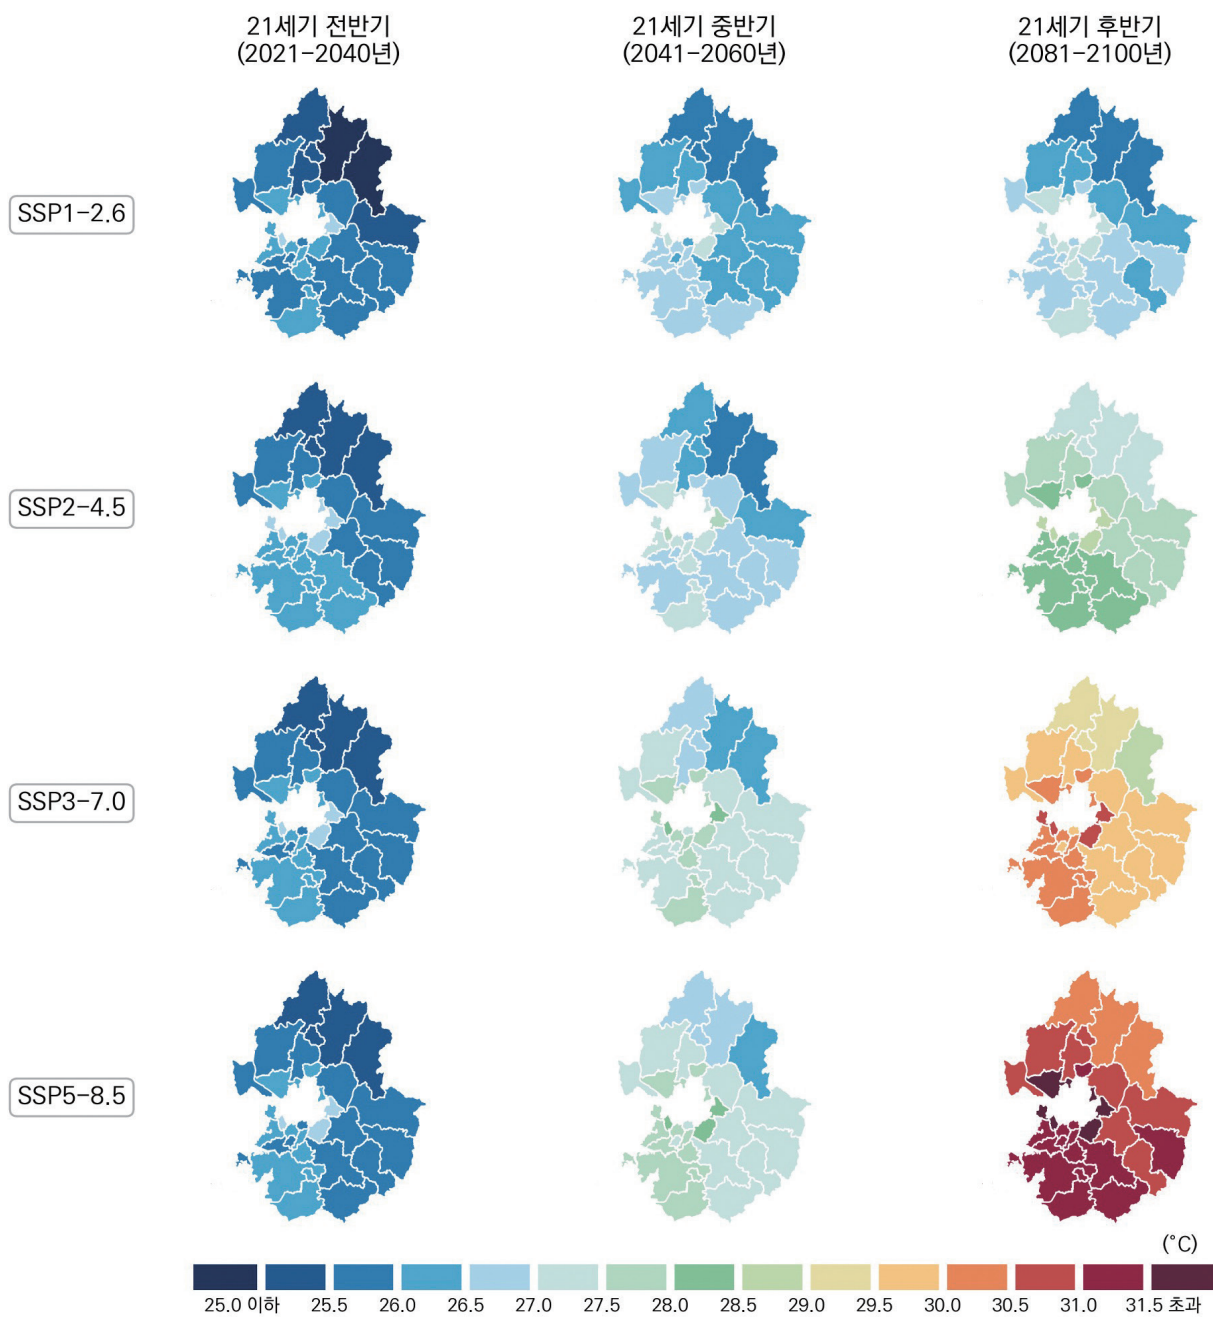 21세기 전반기
(2021-2040년)
21세기 중반기
(2041-2060년)
21세기 후반기
(2081-2100년)
SSP1-2.6
SSP2-4.5
SSP3-7.0
SSP5-8.5
(°C)
25.0 이하 25.5 26.0 26.5 27.0 27.5 28.0 28.5 29.0 29.5 30.0 30.5 31.0 31.5 초과